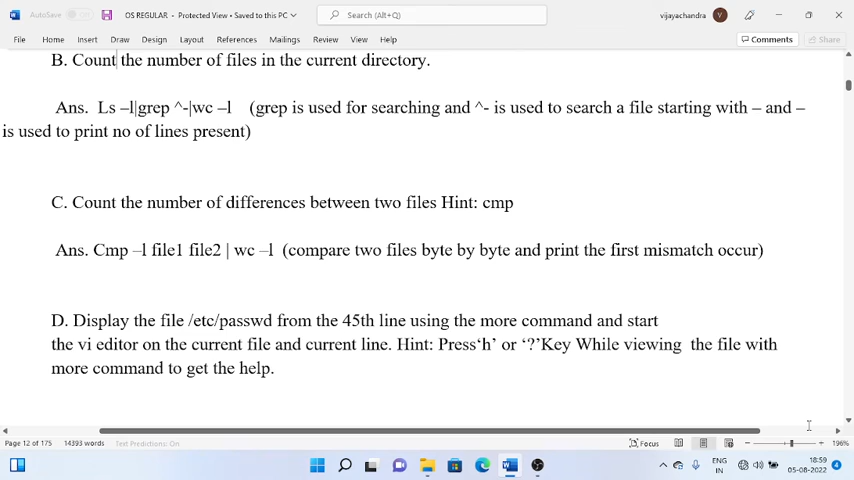 AutoSave Off OS REGULAR - Protected View • Saved to this PC Search (Alt+Q) vijayachandra V
File Home Insert Draw Design Layout References Mailings Review View Help Comments Share
B. Count the number of files in the current directory.
Ans. Ls –l|grep ^-|wc –l (grep is used for searching and ^- is used to search a file starting with – and –
is used to print no of lines present)
C. Count the number of differences between two files Hint: cmp
Ans. Cmp –l file1 file2 | wc –l (compare two files byte by byte and print the first mismatch occur)
D. Display the file /etc/passwd from the 45th line using the more command and start
the vi editor on the current file and current line. Hint: Press‘h’ or ‘?’Key While viewing the file with
more command to get the help.
Page 12 of 175 14393 words Text Predictions: On Focus 196%
ENG 18:59
IN 05-08-2022 4